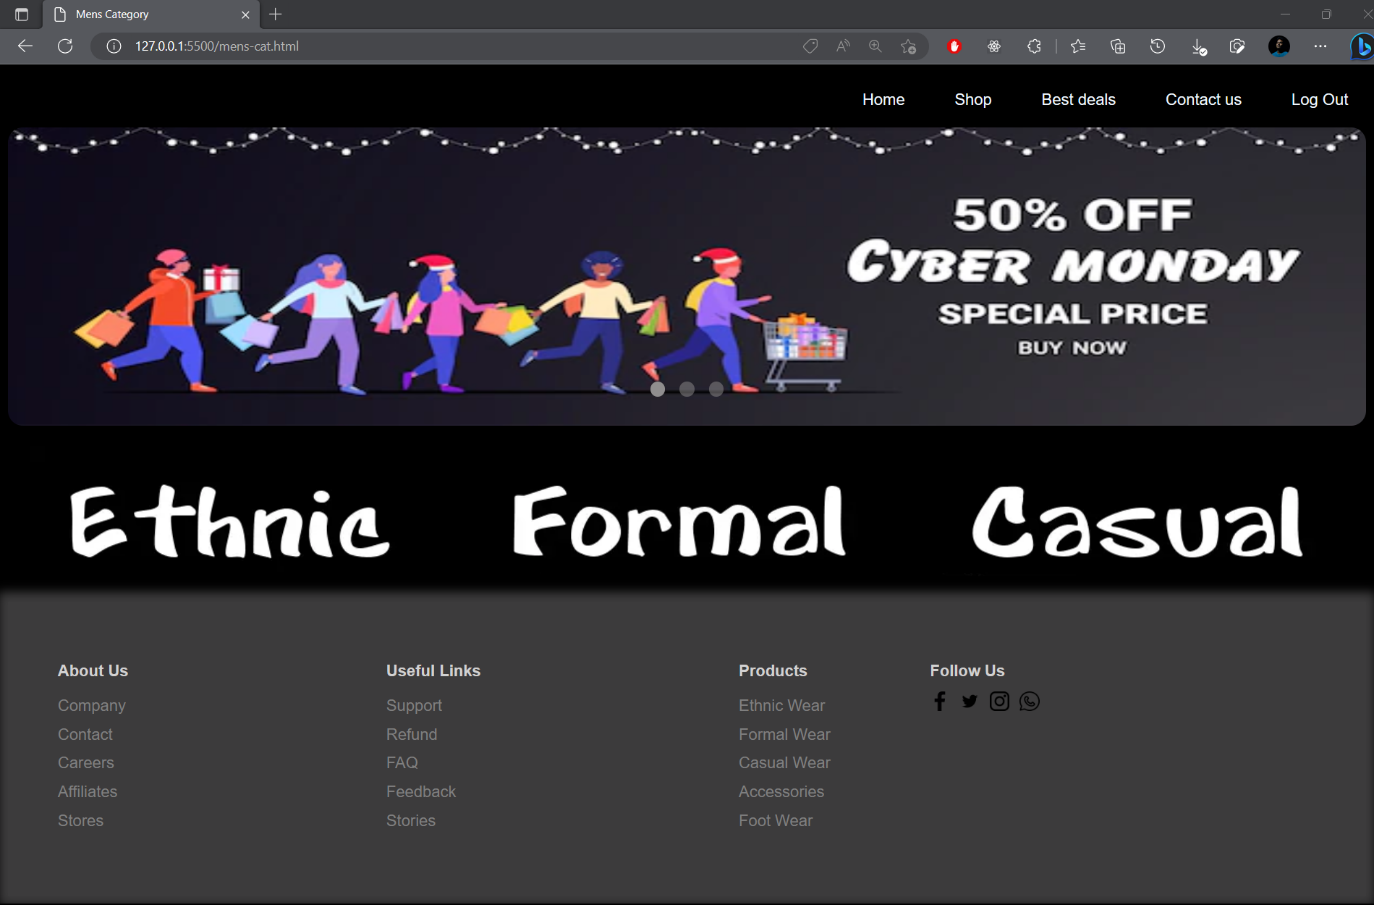 Mens Category
127.0.0.1:5500/mens-cat.html
Home Shop Best deals Contact us Log Out
50% OFF
CYBER MONDAY
SPECIAL PRICE
BUY NOW
Ethnic Formal Casual
About Us
Company
Contact
Careers
Affiliates
Stores
Useful Links
Support
Refund
FAQ
Feedback
Stories
Products
Ethnic Wear
Formal Wear
Casual Wear
Accessories
Foot Wear
Follow Us